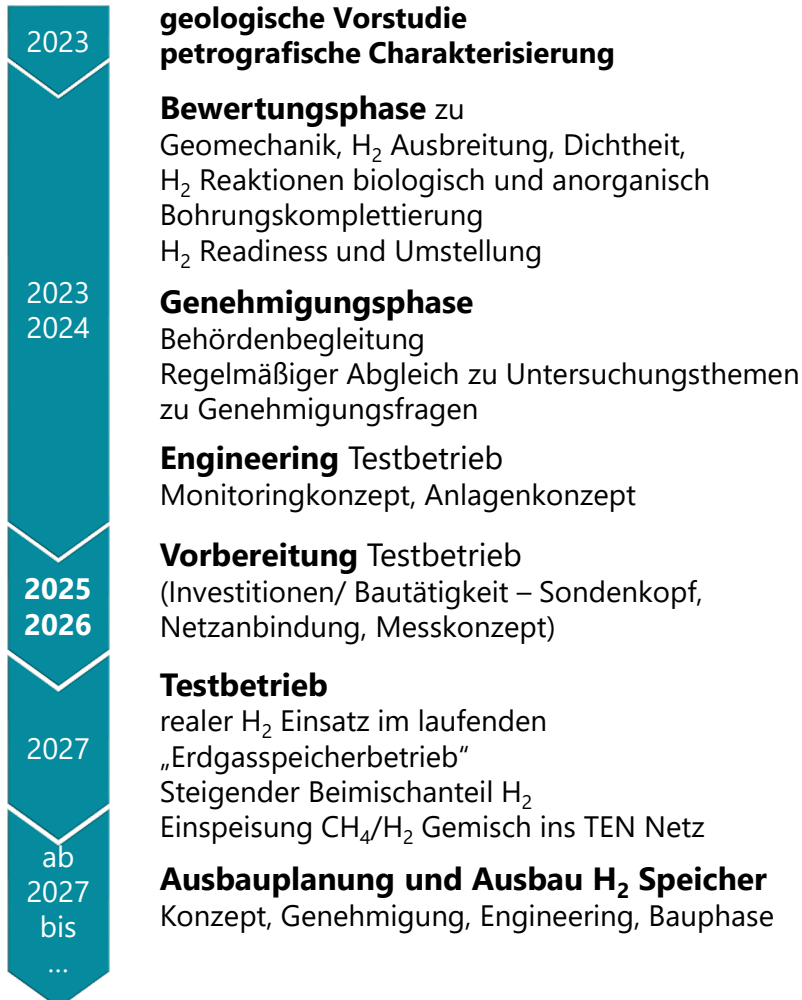 2023
geologische Vorstudie
petrografische Charakterisierung
2023
2024
Bewertungsphase zu
Geomechanik, H₂ Ausbreitung, Dichtheit,
H₂ Reaktionen biologisch und anorganisch
Bohrungskomplettierung
H₂ Readiness und Umstellung
Genehmigungsphase
Behördenbegleitung
Regelmäßiger Abgleich zu Untersuchungsthemen
zu Genehmigungsfragen
Engineering Testbetrieb
Monitoringkonzept, Anlagenkonzept
2025
2026
Vorbereitung Testbetrieb
(Investitionen/ Bautätigkeit – Sondenkopf,
Netzanbindung, Messkonzept)
2027
Testbetrieb
realer H₂ Einsatz im laufenden
„Erdgasspeicherbetrieb“
Steigender Beimischanteil H₂
Einspeisung CH₄/H₂ Gemisch ins TEN Netz
ab
2027
bis
...
Ausbauplanung und Ausbau H₂ Speicher
Konzept, Genehmigung, Engineering, Bauphase